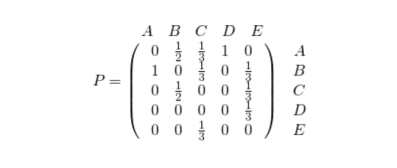 A B C D E
0 1/2 1/3 1 0 A
1 0 1/3 0 1/3 B
P = 0 1/2 0 0 1/3 C
0 0 0 0 1/3 D
0 0 1/3 0 0 E